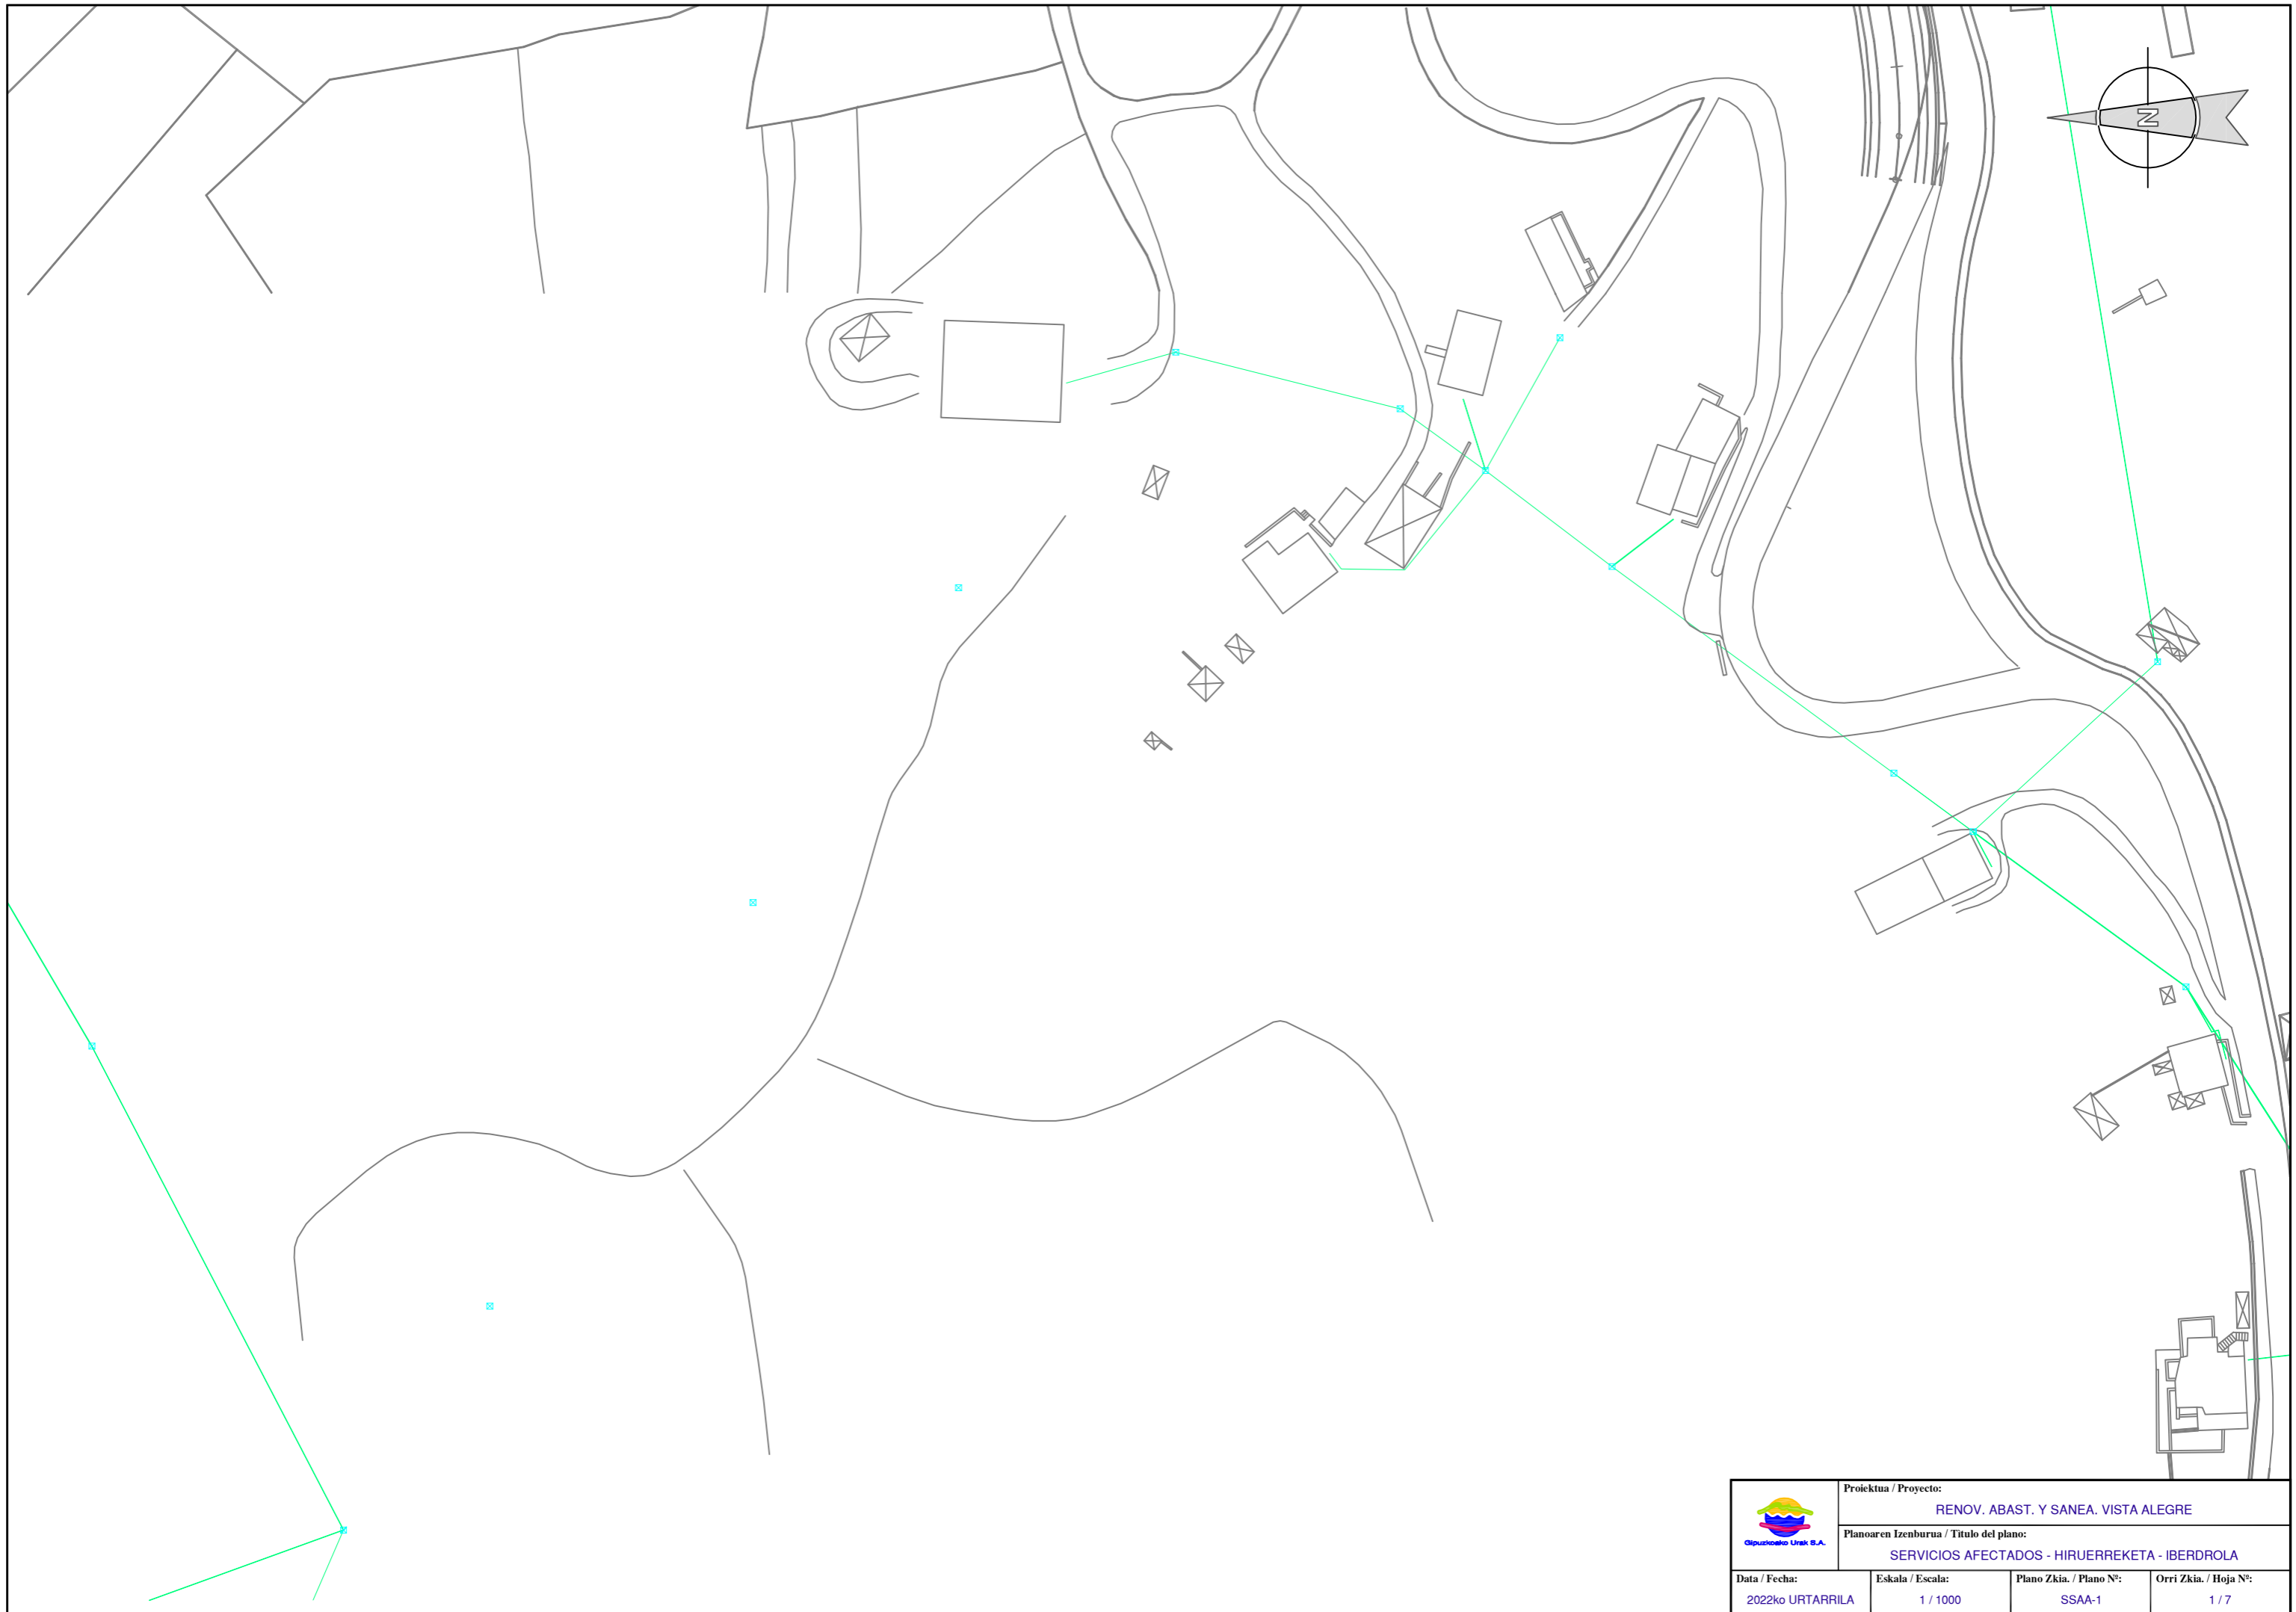 N
Gipuzkoako Urak S.A.
Proiektua / Proyecto:
RENOV. ABAST. Y SANEA. VISTA ALEGRE
Planoaren Izenburua / Titulo del plano:
SERVICIOS AFECTADOS - HIRUERREKETA - IBERDROLA
Data / Fecha:
2022ko URTARRILA
Eskala / Escala:
1 / 1000
Plano Zkia. / Plano Nº:
SSAA-1
Orri Zkia. / Hoja Nº:
1 / 7